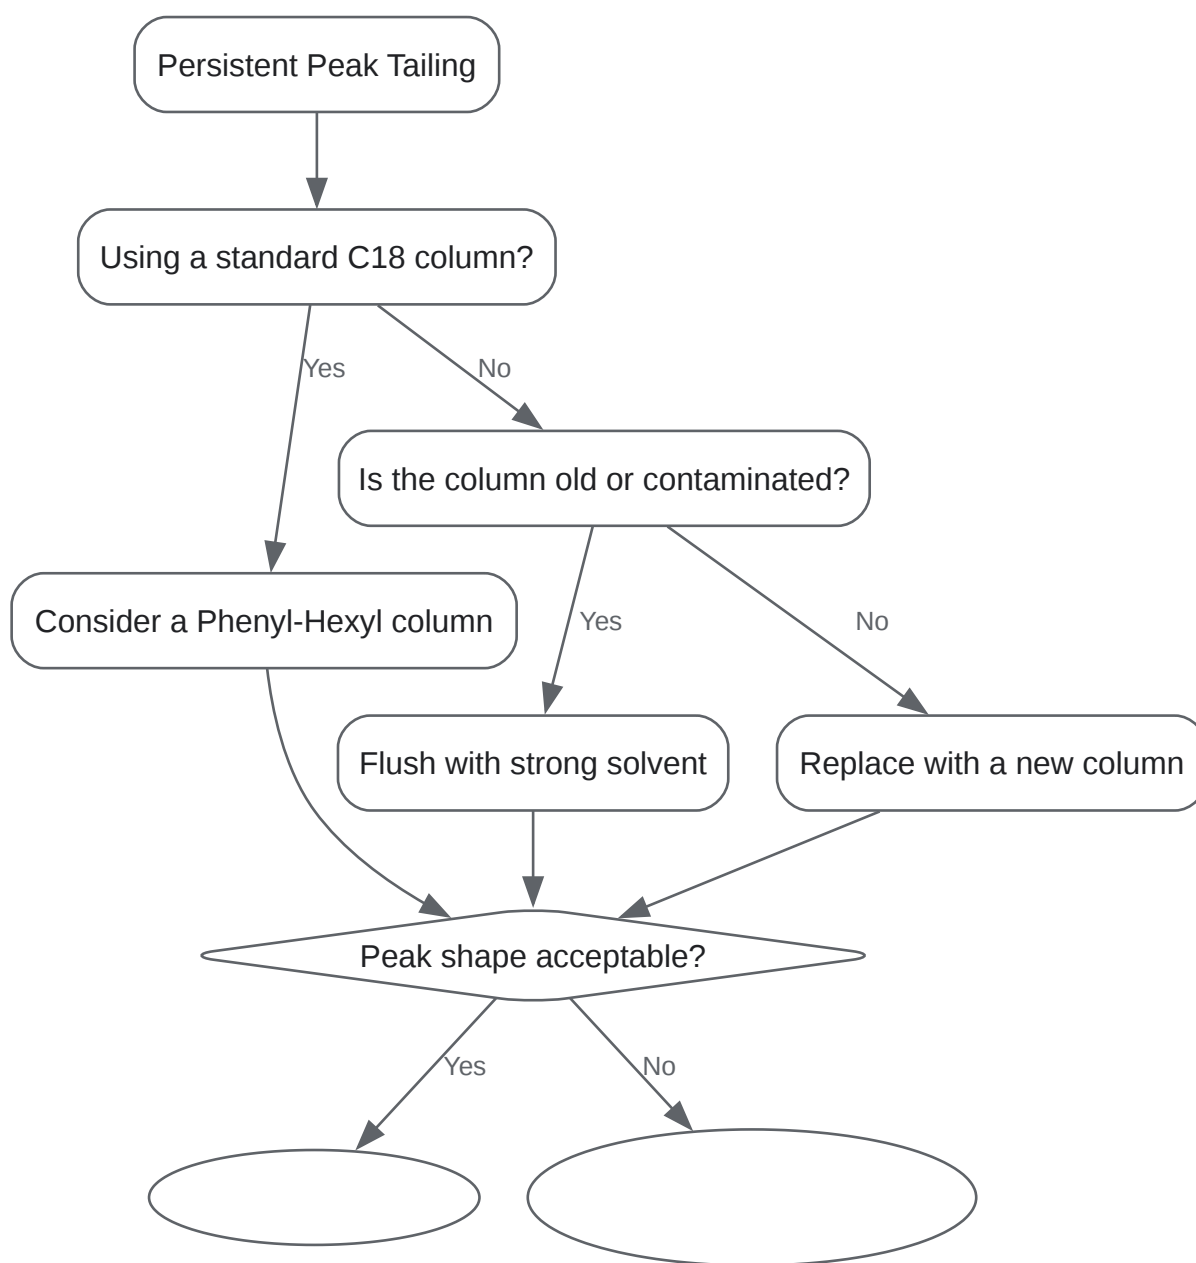 Persistent Peak Tailing
Using a standard C18 column?
Yes
No
Is the column old or contaminated?
Consider a Phenyl-Hexyl column
Yes
No
Flush with strong solvent
Replace with a new column
Peak shape acceptable?
Yes
No